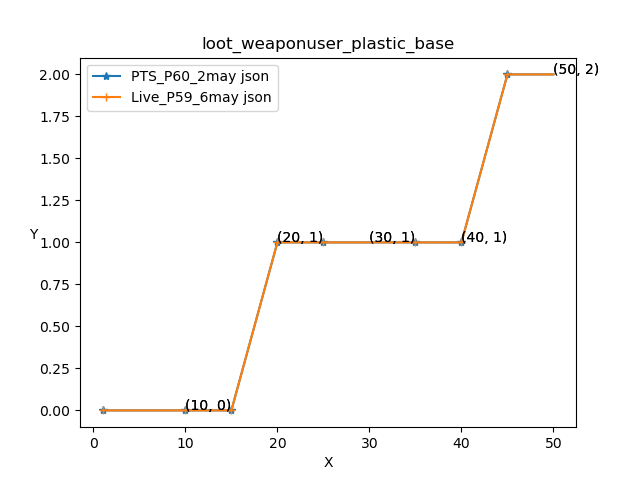 loot_weaponuser_plastic_base
PTS_P60_2may json
Live_P59_6may json
2.00
1.75
1.50
1.25
1.00
0.75
0.50
0.25
0.00
Y
(10, 0)
(20, 1)
(30, 1)
(40, 1)
(50, 2)
0 10 20 30 40 50
X